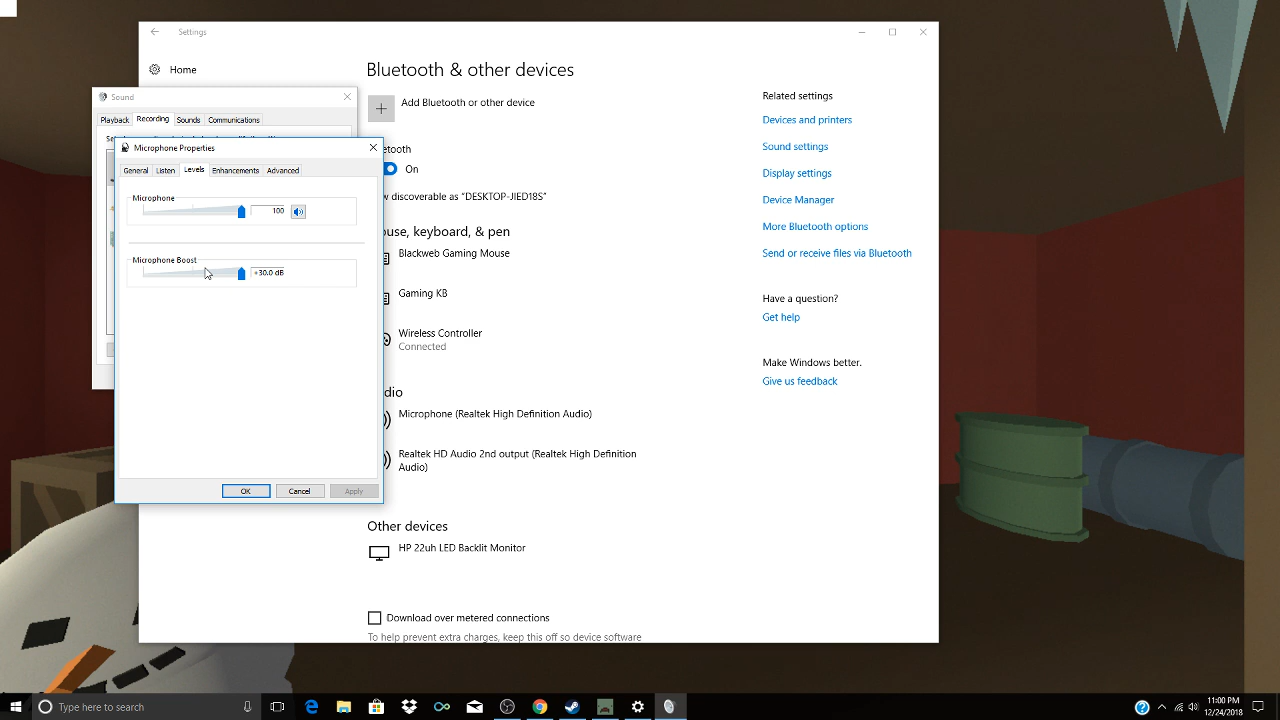 Settings
Home
Bluetooth & other devices
Add Bluetooth or other device
etooth
On
w discoverable as "DESKTOP-JIED18S"
ouse, keyboard, & pen
Blackweb Gaming Mouse
Gaming KB
Wireless Controller
Connected
dio
Microphone (Realtek High Definition Audio)
Realtek HD Audio 2nd output (Realtek High Definition
Audio)
Other devices
HP 22uh LED Backlit Monitor
Download over metered connections
To help prevent extra charges, keep this off so device software
Related settings
Devices and printers
Sound settings
Display settings
Device Manager
More Bluetooth options
Send or receive files via Bluetooth
Have a question?
Get help
Make Windows better.
Give us feedback
Sound
Playback Recording Sounds Communications
Microphone Properties
General Listen Levels Enhancements Advanced
Microphone
100
Microphone Boost
+30.0 dB
OK Cancel Apply
Type here to search
11:00 PM
12/24/2018